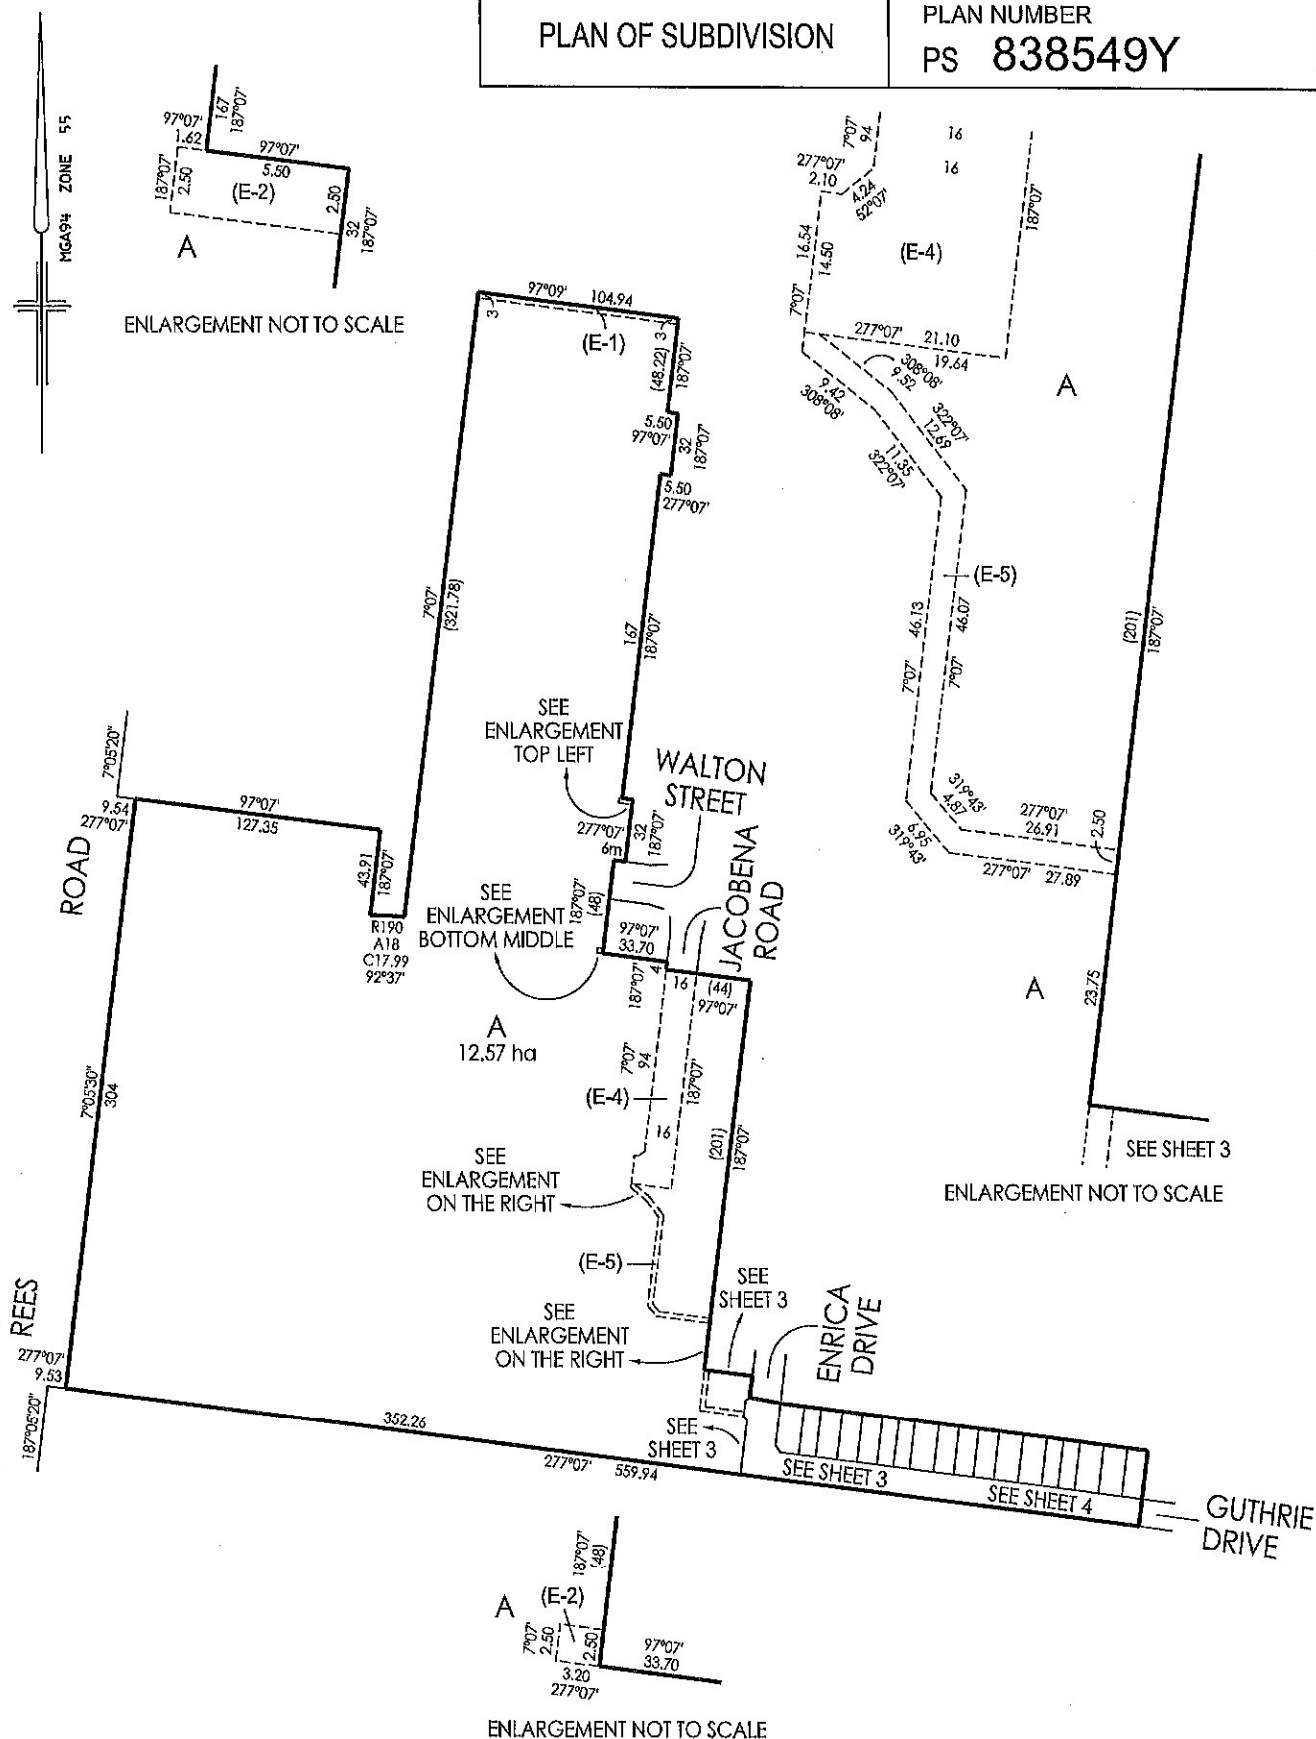 PLAN OF SUBDIVISION
PLAN NUMBER
PS 838549Y
MGA94 ZONE 55
167
187°07'
97°07'
1.62
97°07'
5.50
187°07'
2.50
(E-2)
2.50
32
187°07'
A
ENLARGEMENT NOT TO SCALE
97°09' 104.94
3
3
(E-1)
(48.22)
187°07'
5.50
97°07'
32
187°07'
5.50
277°07'
7°07'
(321.78)
167
187°07'
SEE
ENLARGEMENT
TOP LEFT
WALTON
STREET
277°07'
6m
32
187°07'
JACOBENA
ROAD
7°05'20"
9.54
277°07'
97°07'
127.35
43.91
187°07'
R190
A18
C17.99
92°37'
SEE
ENLARGEMENT
BOTTOM MIDDLE
187°07'
(48)
97°07'
33.70
187°07'
4
16
(44)
97°07'
ROAD
A
12.57 ha
7°07'
94
187°07'
(E-4)
16
7°05'30"
304
(201)
187°07'
SEE
ENLARGEMENT
ON THE RIGHT
(E-5)
SEE
SHEET 3
SEE
ENLARGEMENT
ON THE RIGHT
ENRICA
DRIVE
REES
277°07'
9.53
187°05'20"
352.26
277°07' 559.94
SEE
SHEET 3
SEE SHEET 3
SEE SHEET 4
GUTHRIE
DRIVE
7°07'
94
16
16
277°07'
2.10
4.24
52°07'
187°07'
16.54
14.50
7°07'
(E-4)
277°07' 21.10
19.64
308°08'
9.52
9.42
308°08'
322°07'
12.69
11.35
322°07'
A
(E-5)
46.13
46.07
7°07'
7°07'
(201)
187°07'
319°43'
4.87
6.95
319°43'
277°07'
26.91
2.50
277°07' 27.89
A
23.75
SEE SHEET 3
ENLARGEMENT NOT TO SCALE
187°07'
(48)
A
(E-2)
7°07'
2.50
2.50
97°07'
33.70
3.20
277°07'
ENLARGEMENT NOT TO SCALE